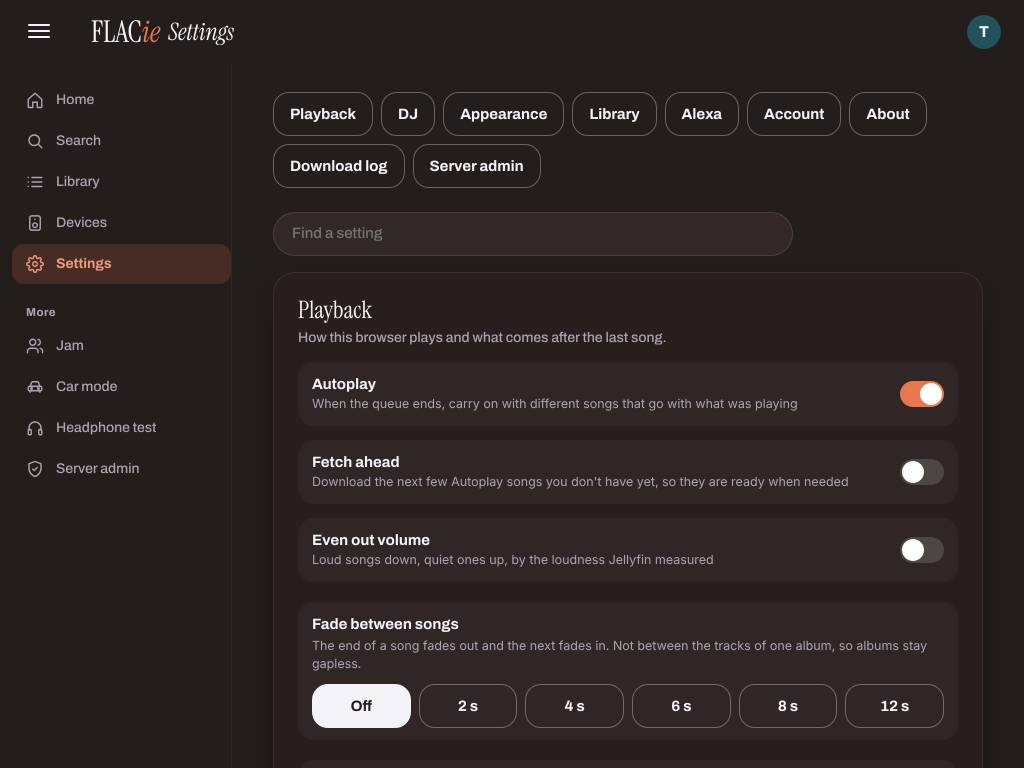 FLACie Settings
T
Home
Search
Library
Devices
Settings
More
Jam
Car mode
Headphone test
Server admin
Playback
DJ
Appearance
Library
Alexa
Account
About
Download log
Server admin
Find a setting
Playback
How this browser plays and what comes after the last song.
Autoplay
When the queue ends, carry on with different songs that go with what was playing
Fetch ahead
Download the next few Autoplay songs you don't have yet, so they are ready when needed
Even out volume
Loud songs down, quiet ones up, by the loudness Jellyfin measured
Fade between songs
The end of a song fades out and the next fades in. Not between the tracks of one album, so albums stay
gapless.
Off
2 s
4 s
6 s
8 s
12 s